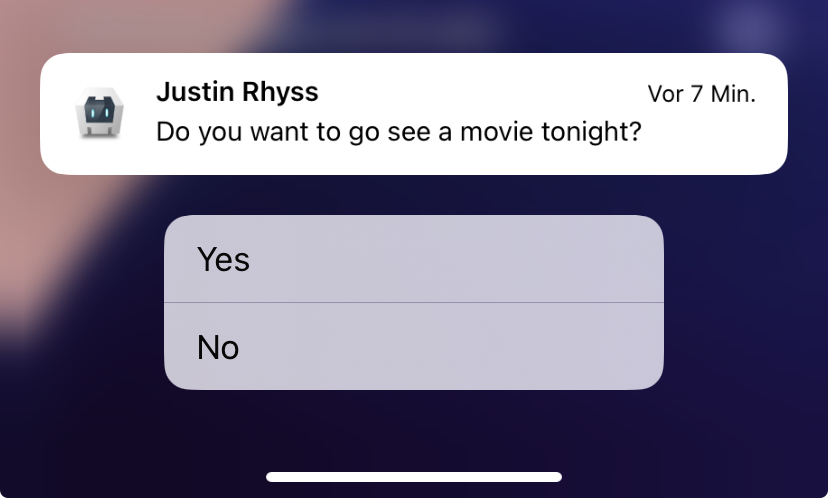 Justin Rhyss
Vor 7 Min.
Do you want to go see a movie tonight?
Yes
No